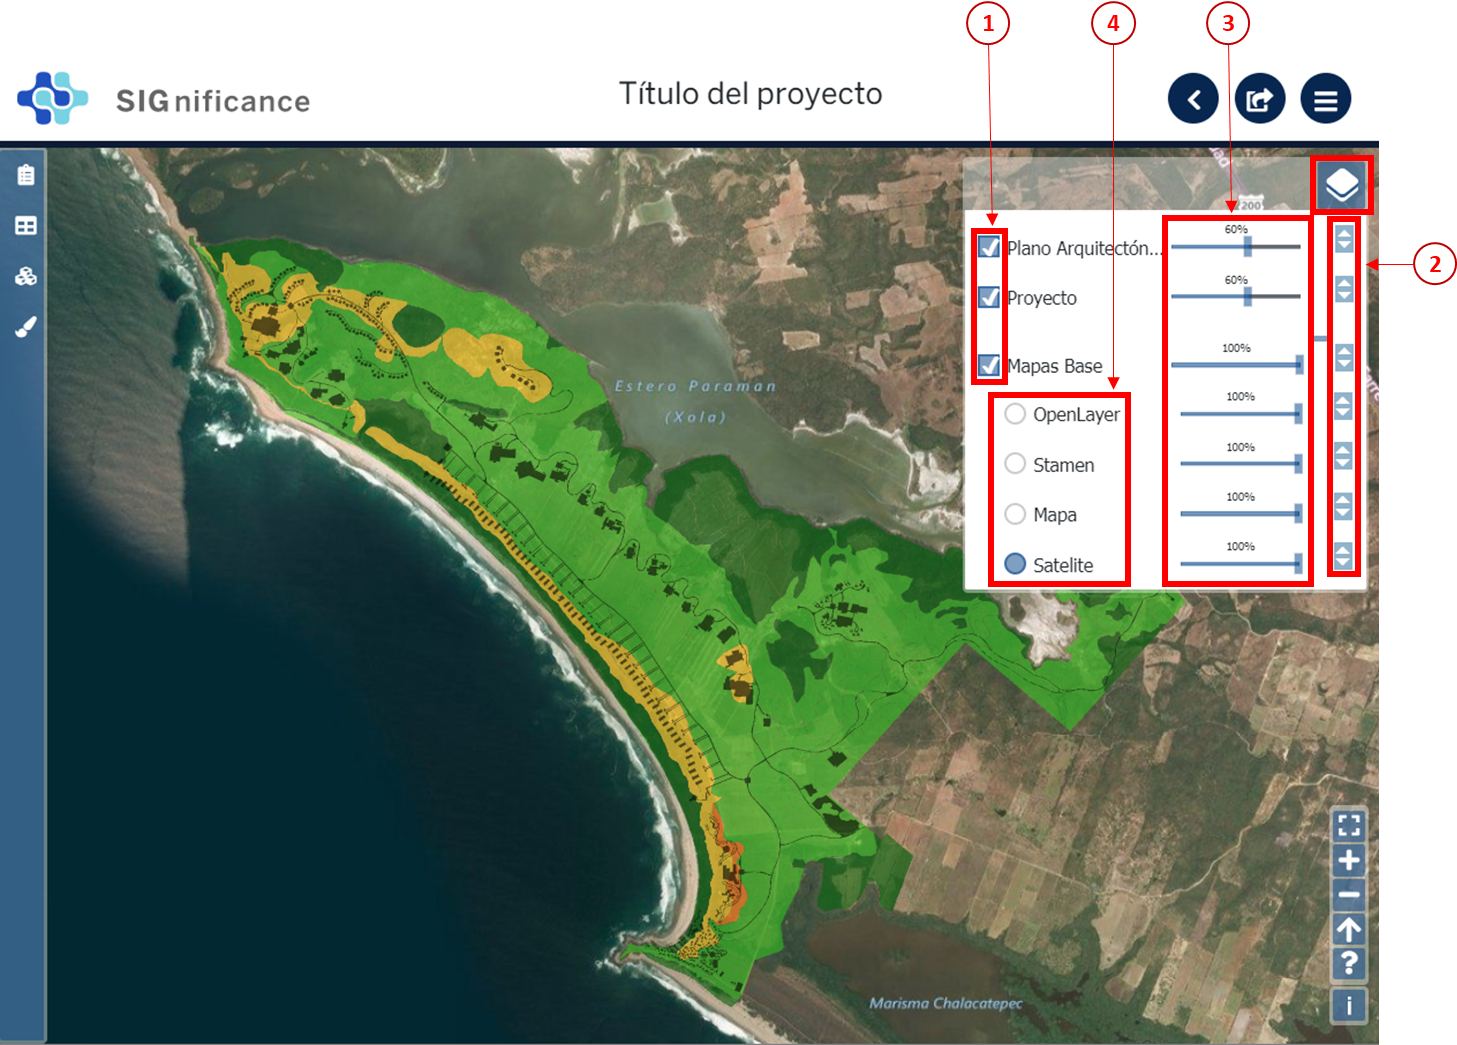 1
4
3
SIGnificance
Título del proyecto
200
60%
Plano Arquitectón...
2
60%
Proyecto
100%
Mapas Base
100%
OpenLayer
100%
Stamen
100%
Mapa
100%
Satelite
Estero Paraman
(Xola)
?
i
Marisma Chalacatepec